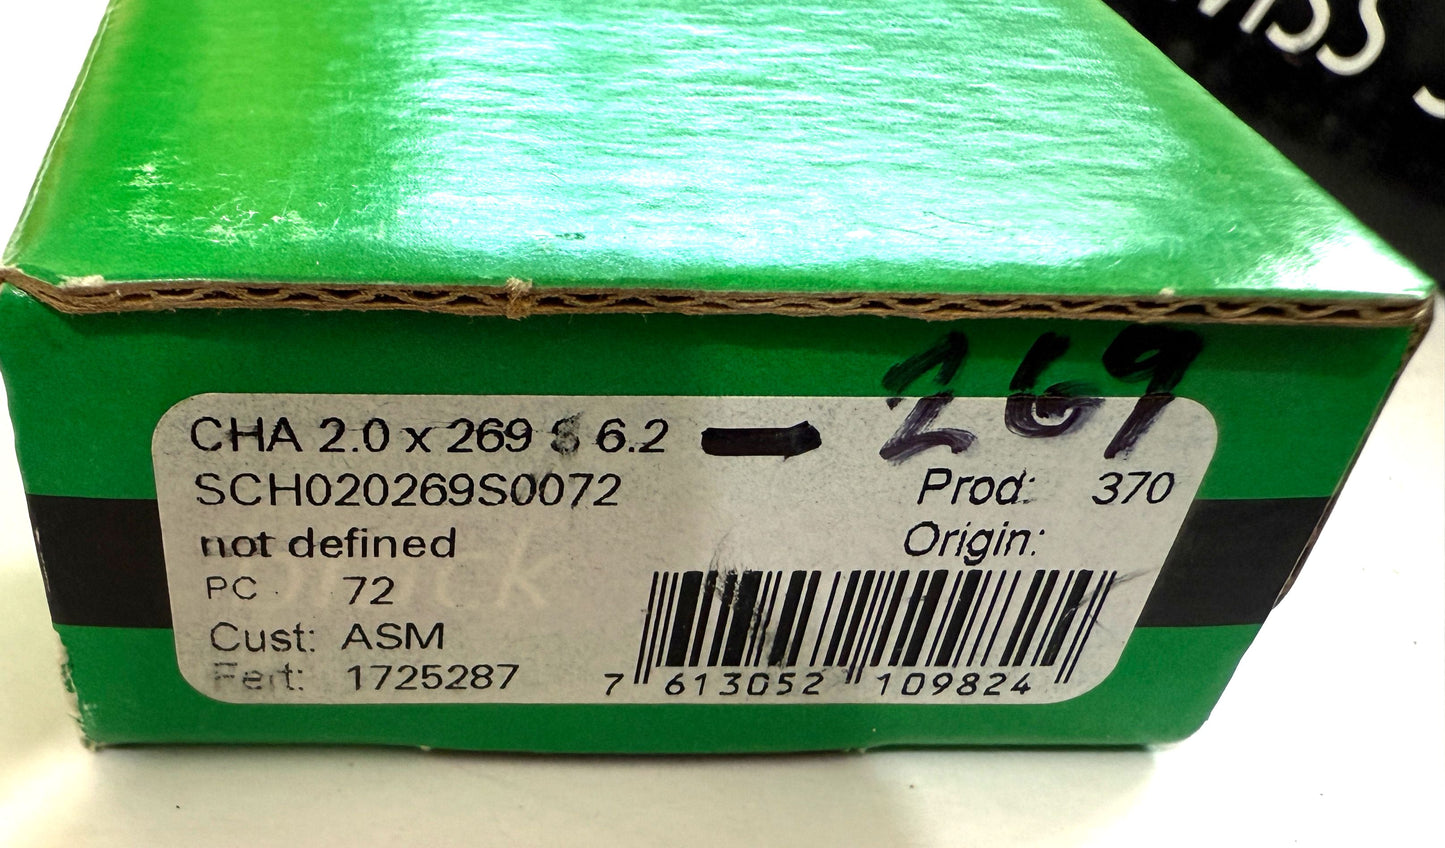 269
CHA 2.0 x 269 S 6.2
SCH020269S0072
Prod: 370
not defined
Origin:
PC 72
Cust: ASM
Fert: 1725287
7 613052 109824